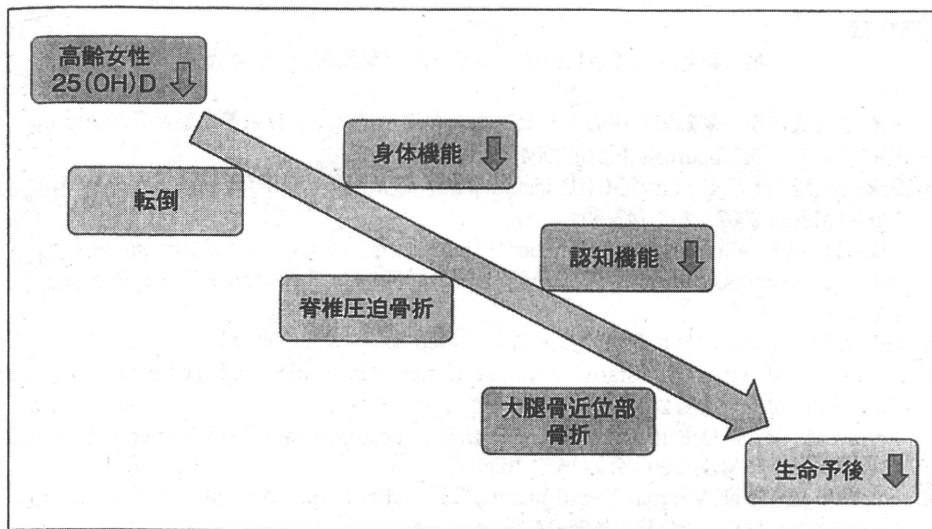 高齢女性
25(OH)D ↓
身体機能 ↓
転倒
認知機能 ↓
脊椎圧迫骨折
大腿骨近位部
骨折
生命予後 ↓